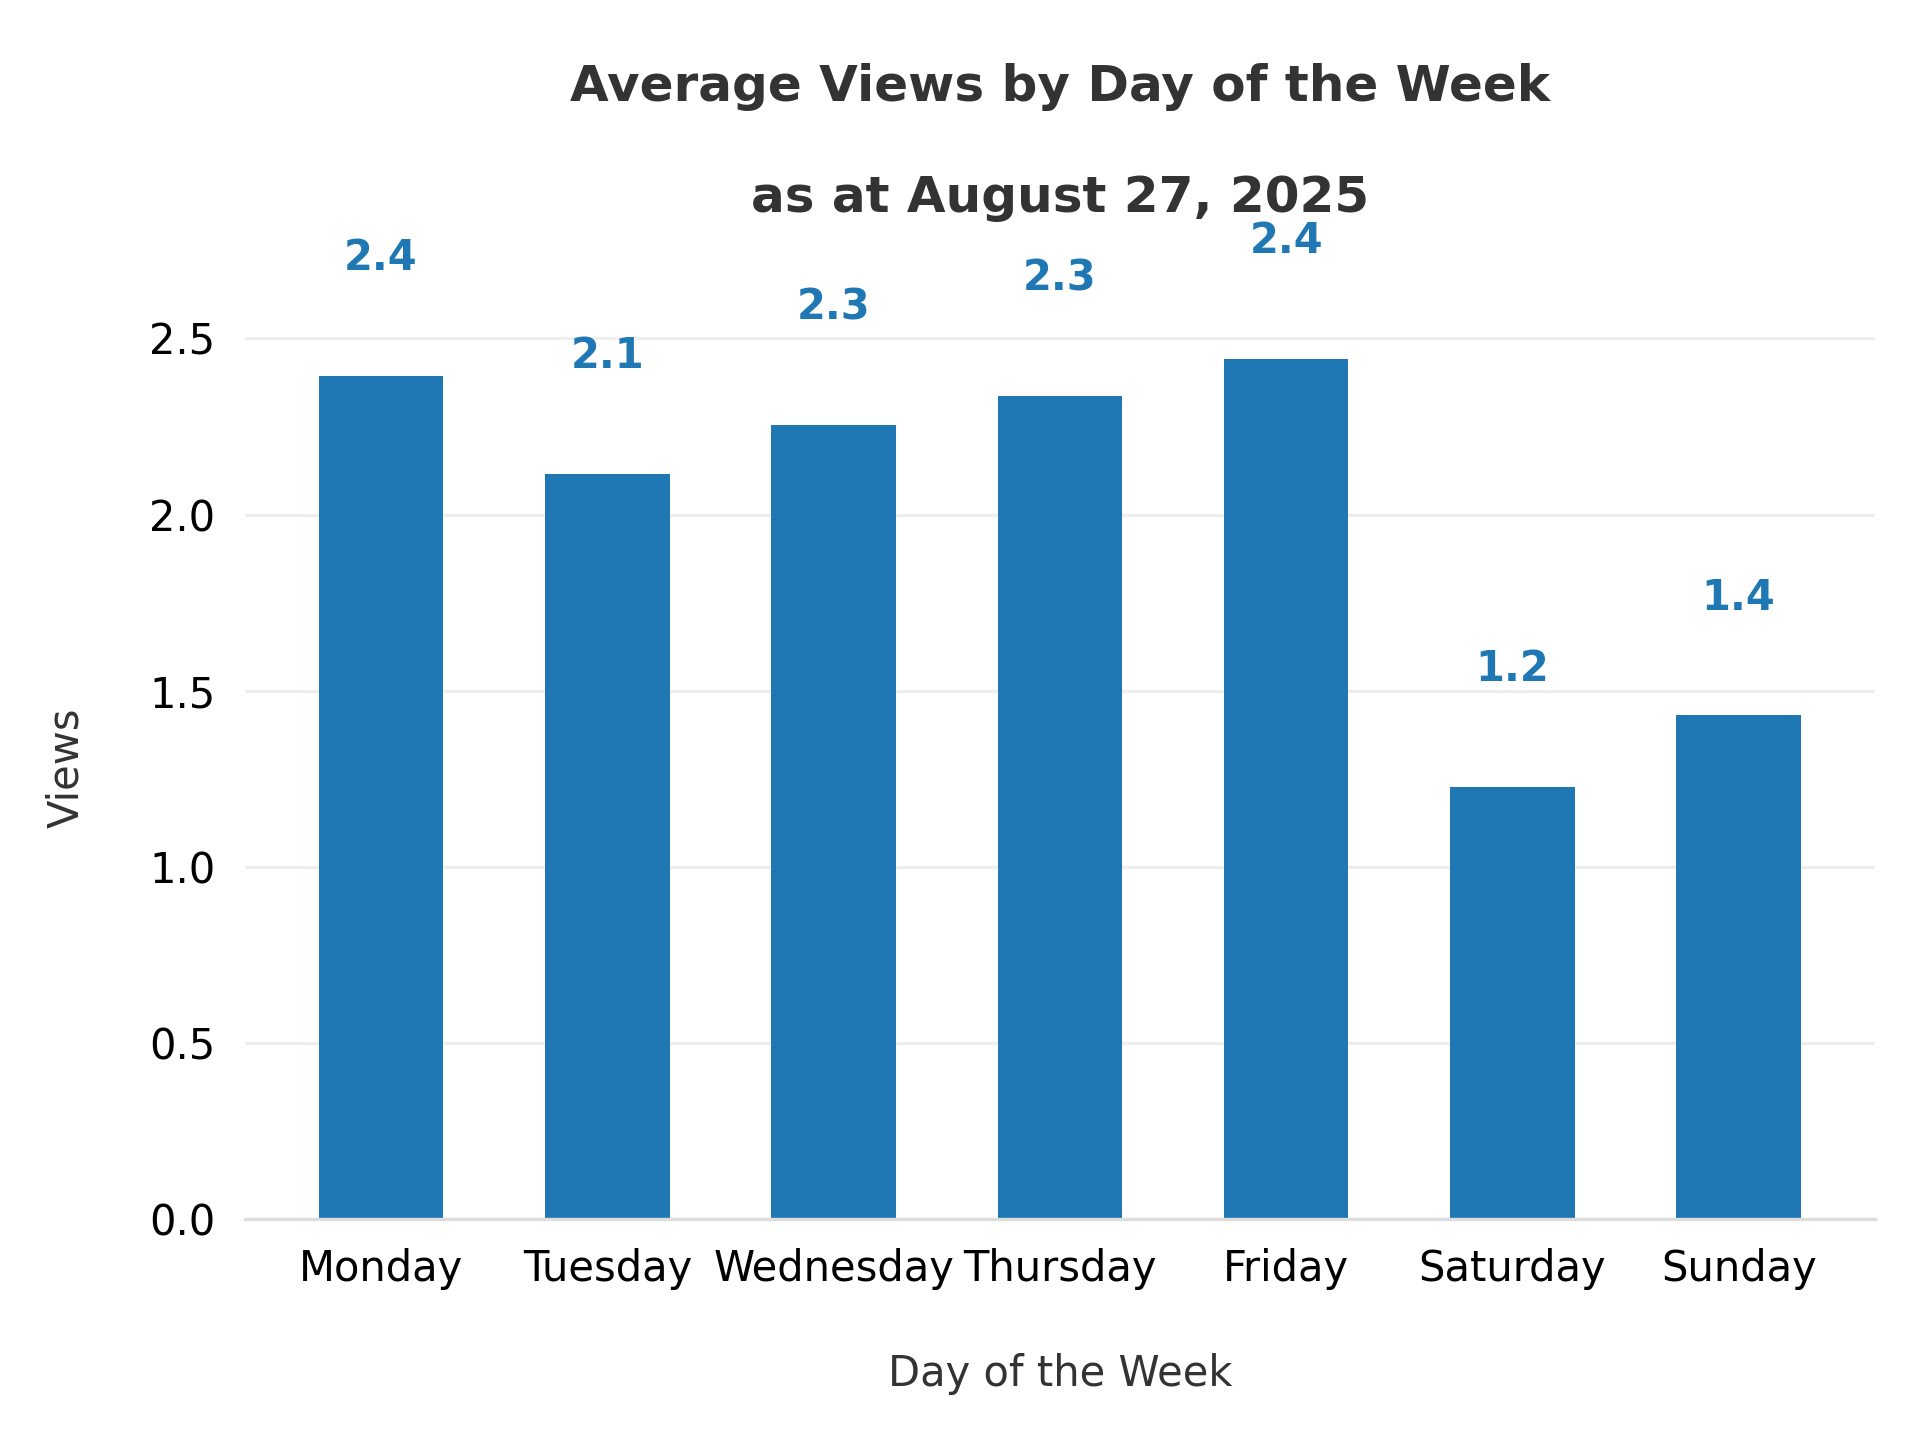 Average Views by Day of the Week
as at August 27, 2025
2.4
2.1
2.3
2.3
2.4
1.2
1.4
2.5
2.0
1.5
1.0
0.5
0.0
Views
Monday Tuesday Wednesday Thursday Friday Saturday Sunday
Day of the Week